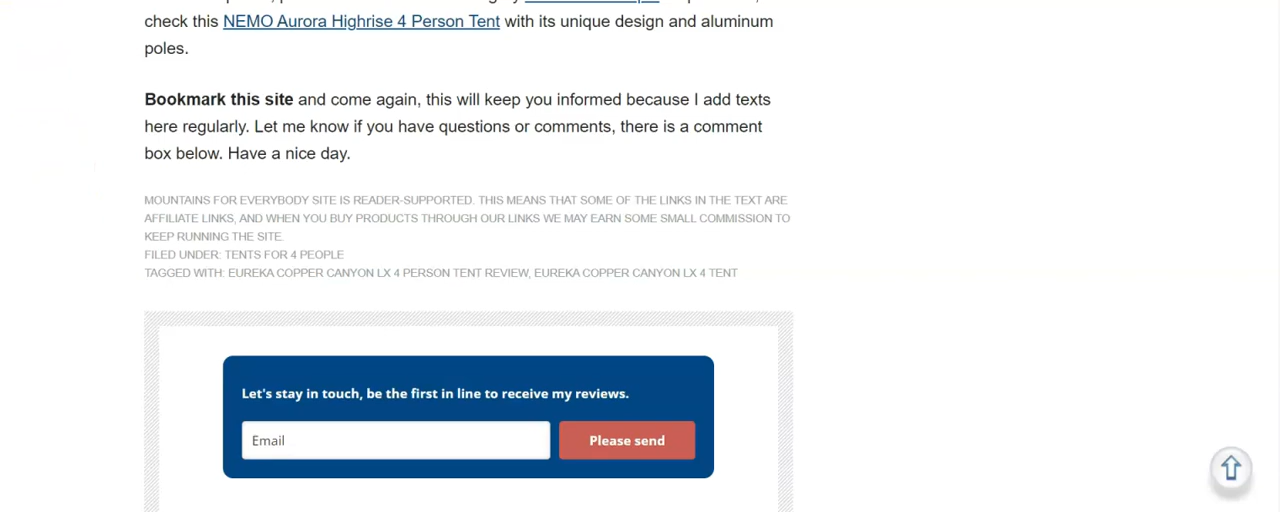 check this NEMO Aurora Highrise 4 Person Tent with its unique design and aluminum
poles.
Bookmark this site and come again, this will keep you informed because I add texts
here regularly. Let me know if you have questions or comments, there is a comment
box below. Have a nice day.
MOUNTAINS FOR EVERYBODY SITE IS READER-SUPPORTED. THIS MEANS THAT SOME OF THE LINKS IN THE TEXT ARE
AFFILIATE LINKS, AND WHEN YOU BUY PRODUCTS THROUGH OUR LINKS WE MAY EARN SOME SMALL COMMISSION TO
KEEP RUNNING THE SITE.
FILED UNDER: TENTS FOR 4 PEOPLE
TAGGED WITH: EUREKA COPPER CANYON LX 4 PERSON TENT REVIEW, EUREKA COPPER CANYON LX 4 TENT
Let's stay in touch, be the first in line to receive my reviews.
Email
Please send